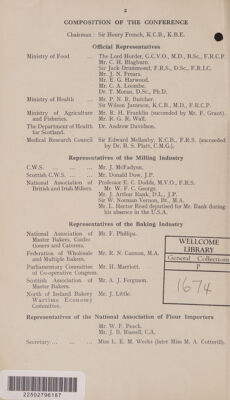 2
COMPOSITION OF THE CONFERENCE
Chairman : Sir Henry French, K.C.B., K.B.E.
Official Representatives
Ministry of Food ... The Lord Horder, G.C.V.O., M.D., B.Sc., F.R.C.P.
Mr. C. H. Blagburn.
Sir Jack Drummond, F.R.S., D.Sc., F.R.I.C.
Mr. J. N. Frears.
Mr. E. G. Harwood.
Mr. C. A. Loombe.
Dr. T. Moran, D.Sc., Ph.D.
Ministry of Health ... Mr. P. N. R. Butcher.
Sir Wilson Jameson, K.C.B., M.D., F.R.C.P.
Ministry of Agriculture and Fisheries. Mr. R. H. Franklin (succeeded by Mr. F. Grant).
Mr. R. G. R. Wall.
The Department of Health for Scotland. Dr. Andrew Davidson.
Medical Research Council Sir Edward Mellanby, K.C.B., F.R.S. (succeeded
by Dr. B. S. Platt, C.M.G.).
Representatives of the Milling Industry
C.W.S. ... Mr. J. McFadyen.
Scottish C.W.S. ... Mr. Donald Dow, J.P.
National Association of British and Irish Millers. Professor E. C. Dodds, M.V.O., F.R.S.
Mr. W. F. C. George.
Mr. J. Arthur Rank, D.L., J.P.
Sir W. Norman Vernon, Bt., M.A.
Mr. L. Hector Read deputised for Mr. Rank during
his absence in the U.S.A.
Representatives of the Baking Industry
National Association of Master Bakers, Confectioners and Caterers. Mr. F. Phillips.
Federation of Wholesale and Multiple Bakers. Mr. R. N. Cannon, M.A.
Parliamentary Committee of Co-operative Congress. Mr. H. Marriott.
Scottish Association of Master Bakers. Mr. A. J. Ferguson.
North of Ireland Bakery Wartime Economy Committee. Mr. J. Little.
WELLCOME
LIBRARY
General Collections
P
1674
Representatives of the National Association of Flour Importers
Mr. W. F. Peach.
Mr. J. B. Russell, C.A.
Secretary ... Miss L. E. M. Weeks (later Miss M. A. Cotterill).
22502796187